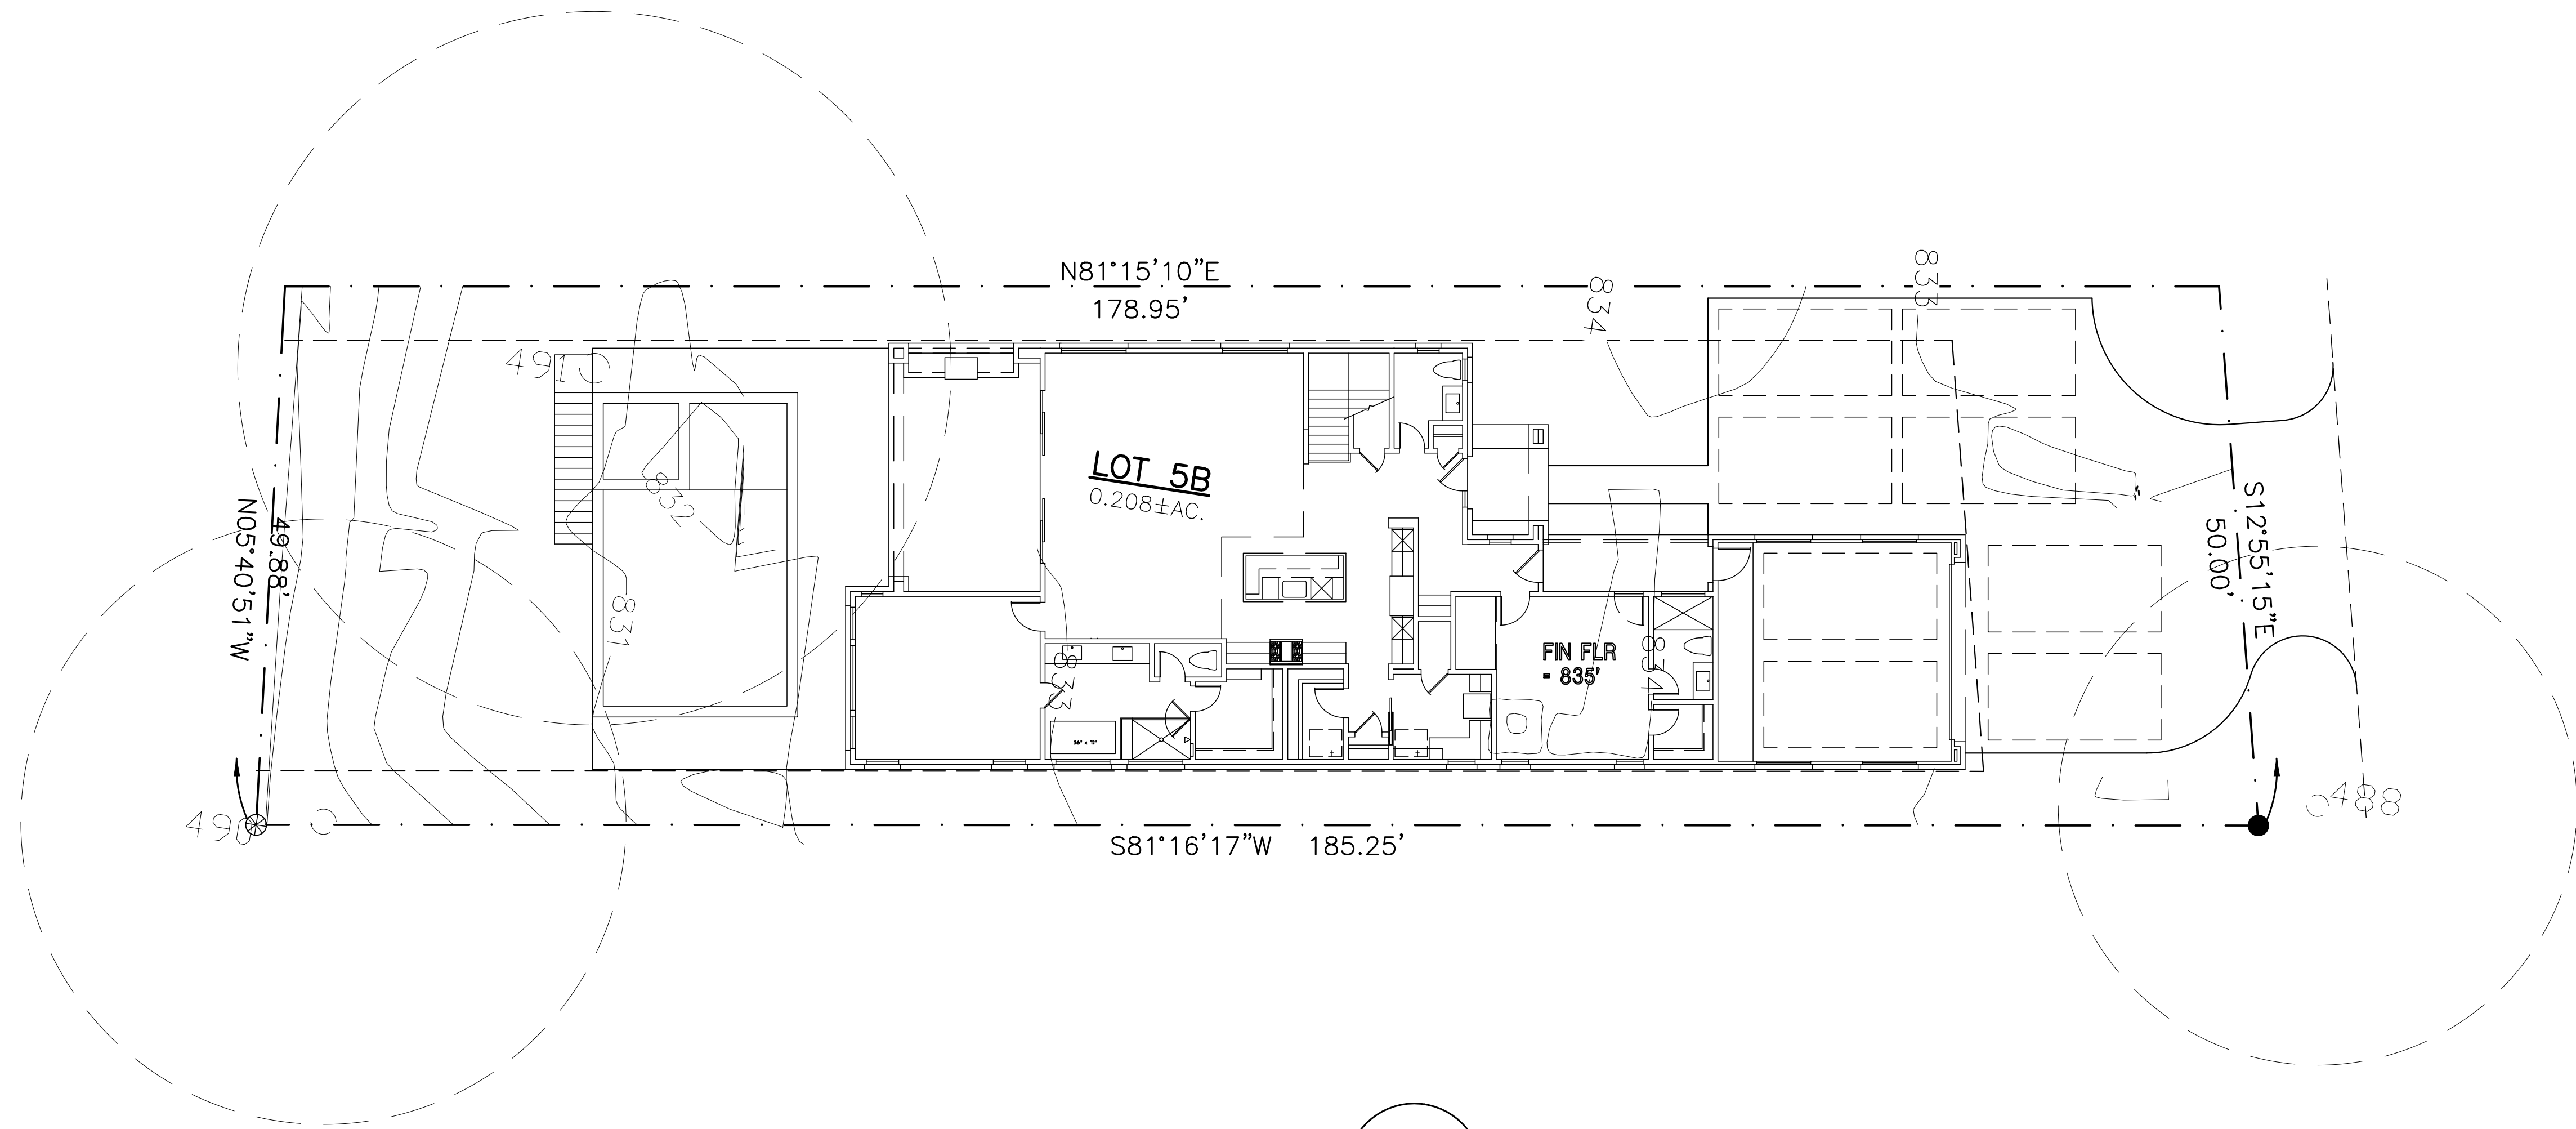 N81°15'10"E
178.95'
833
834
491
LOT 5B
0.208±AC.
832
49.88'
N05°40'51"W
S12°55'15"E
50.00'
831
833
FIN FLR
- 835'
834
490
488
S81°16'17"W 185.25'